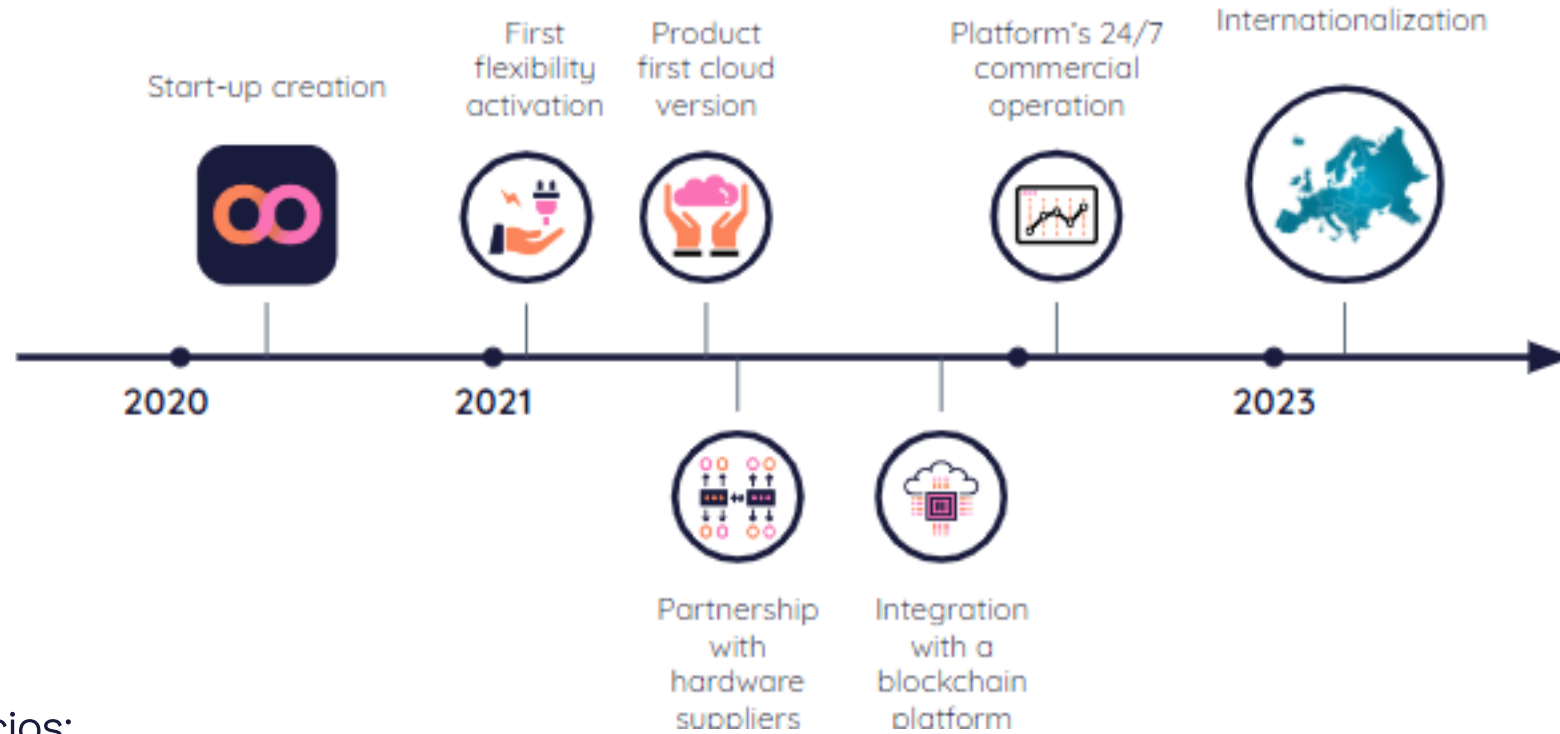 Start-up creation
First
flexibility
activation
Product
first cloud
version
Platform's 24/7
commercial
operation
Internationalization
2020
2021
2023
Partnership
with
hardware
suppliers
Integration
with a
blockchain
platform
cios: